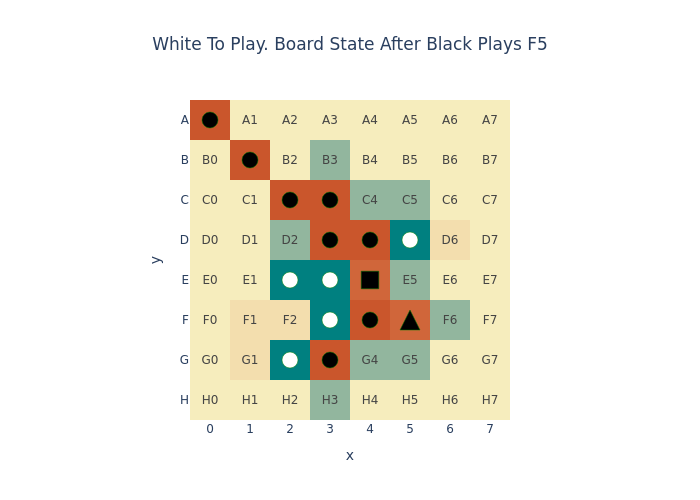 White To Play. Board State After Black Plays F5
A A1 A2 A3 A4 A5 A6 A7
B B0 B2 B3 B4 B5 B6 B7
C C0 C1 C4 C5 C6 C7
D D0 D1 D2 D6 D7
E E0 E1 E5 E6 E7
F F0 F1 F2 F6 F7
G G0 G1 G4 G5 G6 G7
H H0 H1 H2 H3 H4 H5 H6 H7
0 1 2 3 4 5 6 7
x
y